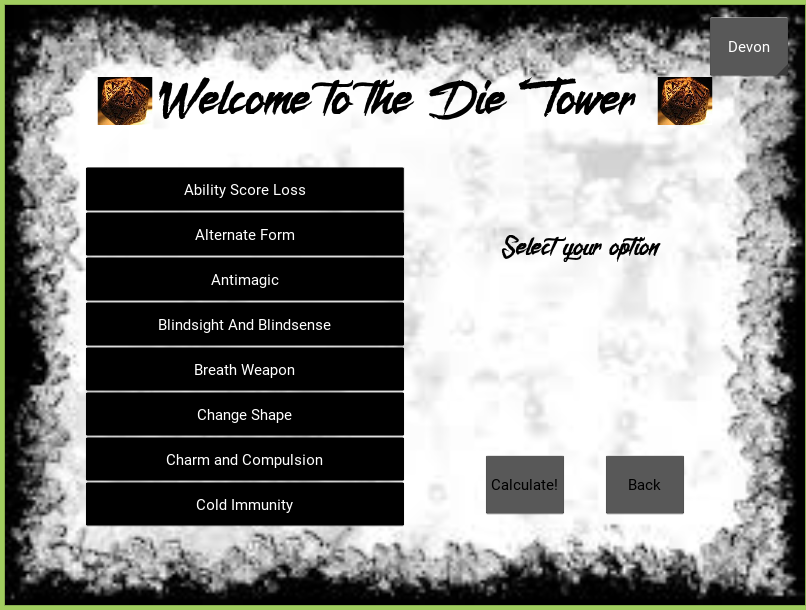 Devon
Welcome to the Die Tower
Ability Score Loss
Alternate Form
Antimagic
Blindsight And Blindsense
Breath Weapon
Change Shape
Charm and Compulsion
Cold Immunity
Select your option
Calculate!
Back